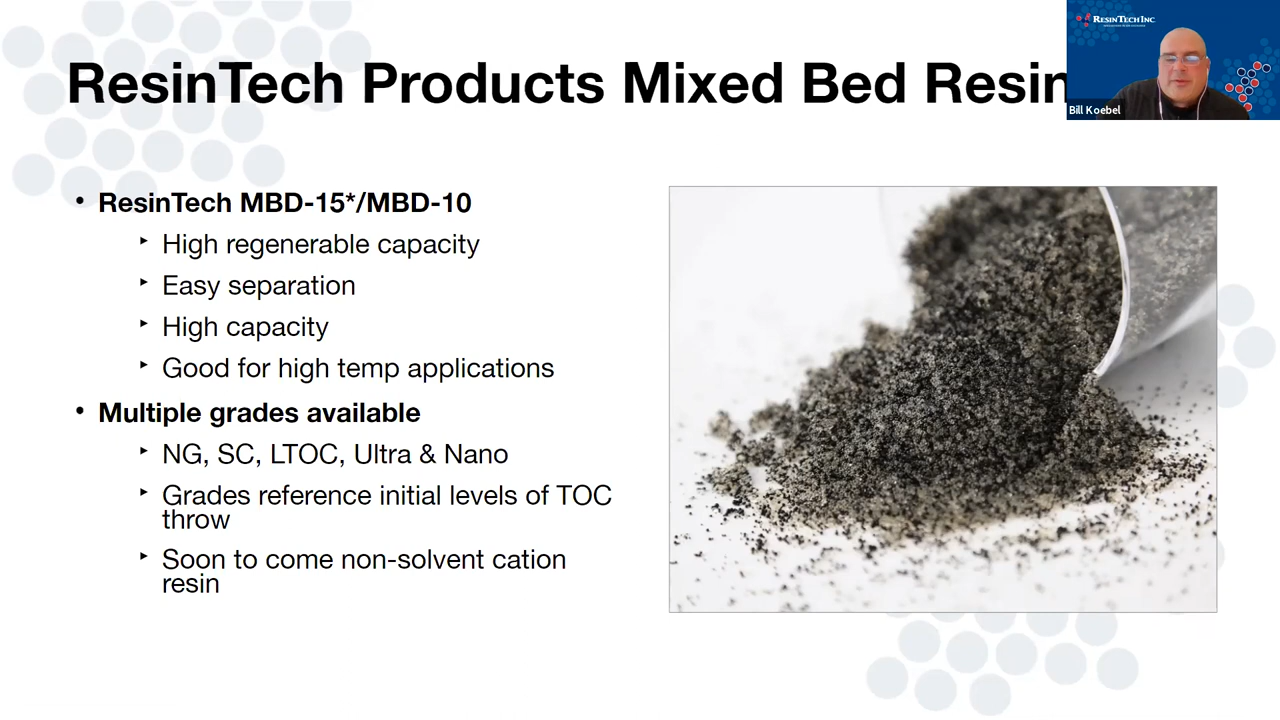 ResinTech Products Mixed Bed Resin
RESINTECH INC
Bill Koebel
• ResinTech MBD-15*/MBD-10
‣ High regenerable capacity
‣ Easy separation
‣ High capacity
‣ Good for high temp applications
• Multiple grades available
‣ NG, SC, LTOC, Ultra & Nano
‣ Grades reference initial levels of TOC
throw
‣ Soon to come non-solvent cation
resin